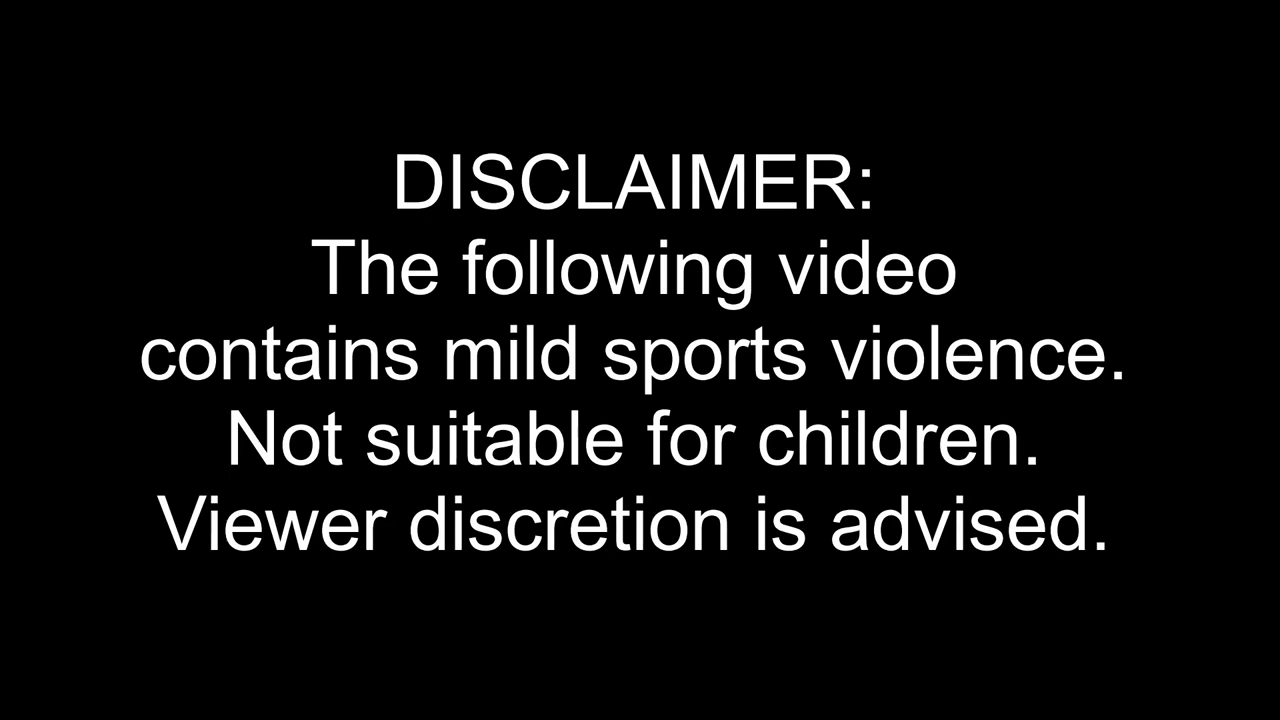 DISCLAIMER:
The following video
contains mild sports violence.
Not suitable for children.
Viewer discretion is advised.